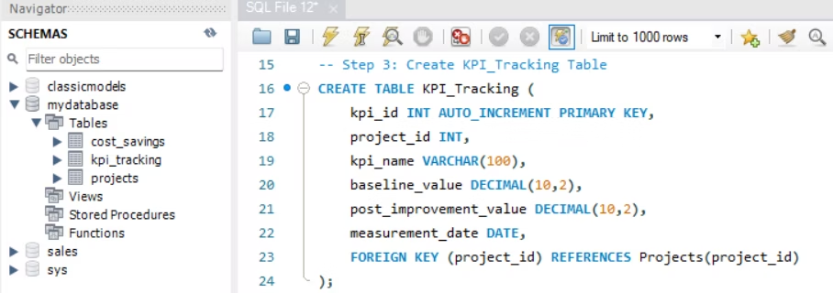 Navigator
SCHEMAS
Filter objects
classicmodels
mydatabase
Tables
cost_savings
kpi_tracking
projects
Views
Stored Procedures
Functions
sales
sys
SQL File 12*
Limit to 1000 rows
15 -- Step 3: Create KPI_Tracking Table
16 CREATE TABLE KPI_Tracking (
17 kpi_id INT AUTO_INCREMENT PRIMARY KEY,
18 project_id INT,
19 kpi_name VARCHAR(100),
20 baseline_value DECIMAL(10,2),
21 post_improvement_value DECIMAL(10,2),
22 measurement_date DATE,
23 FOREIGN KEY (project_id) REFERENCES Projects(project_id)
24 );